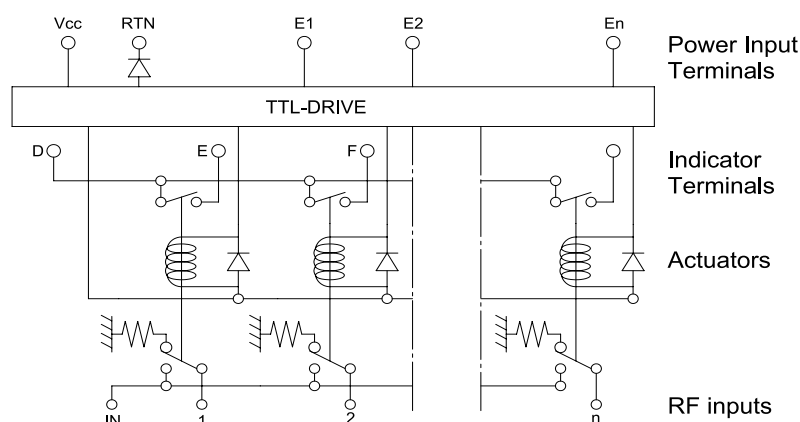 Vcc RTN E1 E2 En
Power Input
Terminals
TTL-DRIVE
D E F
Indicator
Terminals
Actuators
IN 1 2 n
RF inputs